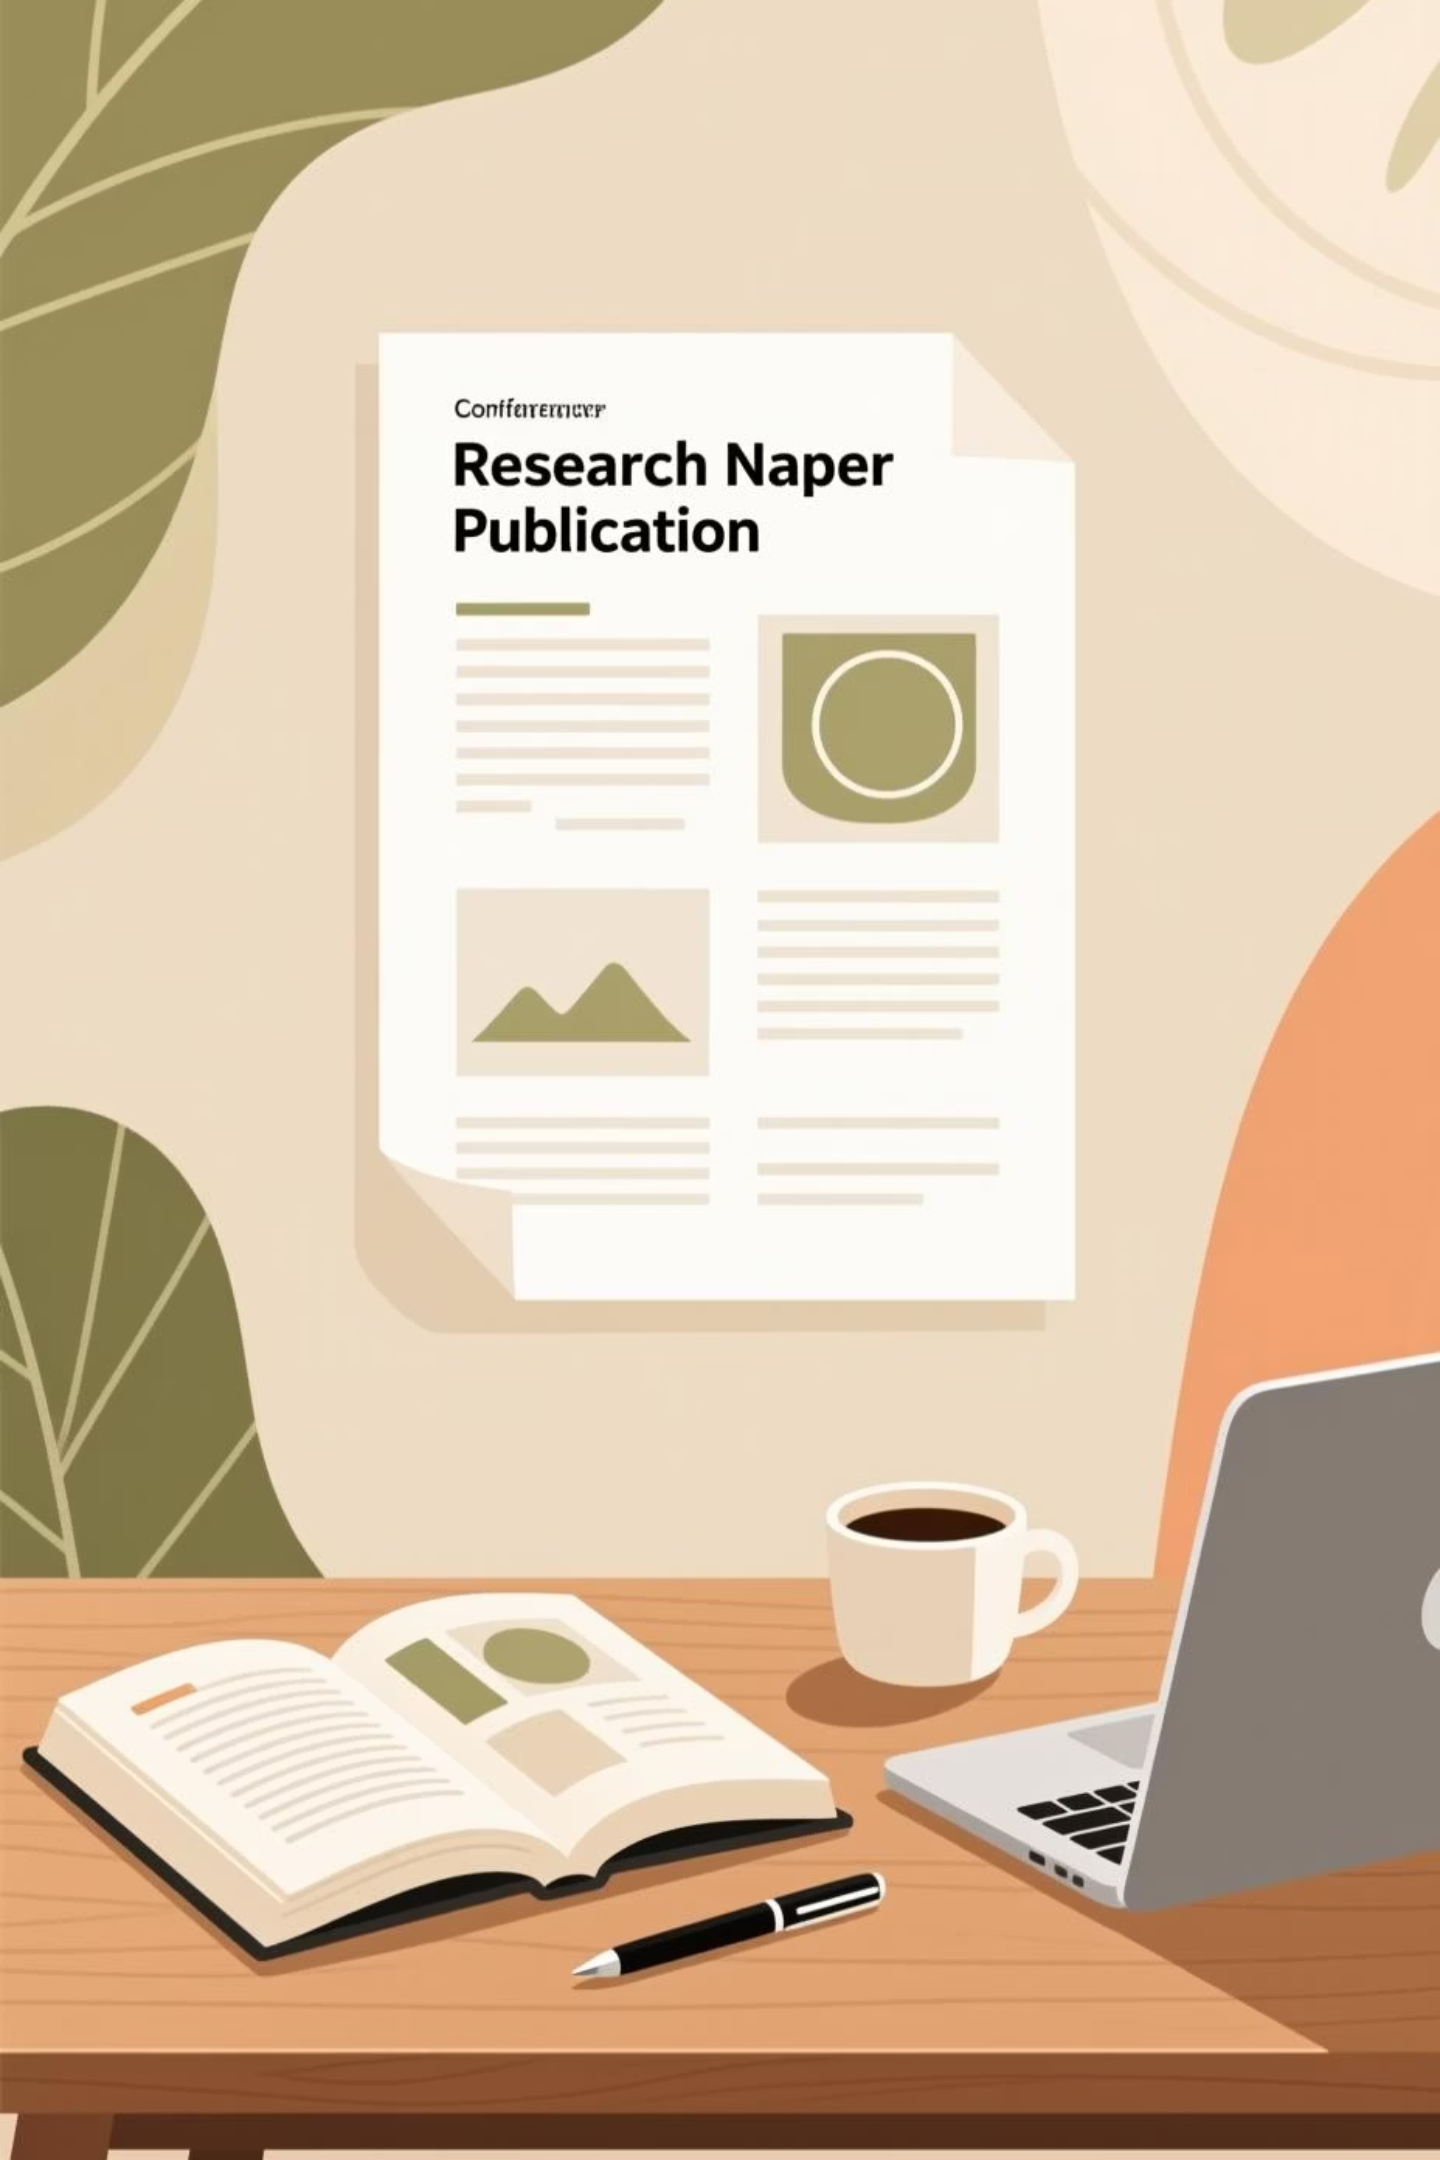 Research Naper
Publication